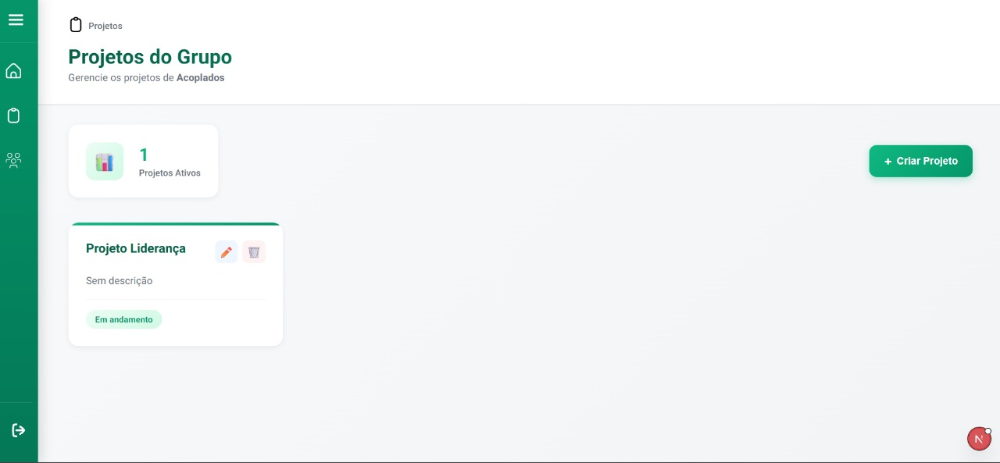 Projetos
Projetos do Grupo
Gerencie os projetos de Acoplados
1
Projetos Ativos
+ Criar Projeto
Projeto Liderança
Sem descrição
Em andamento
N